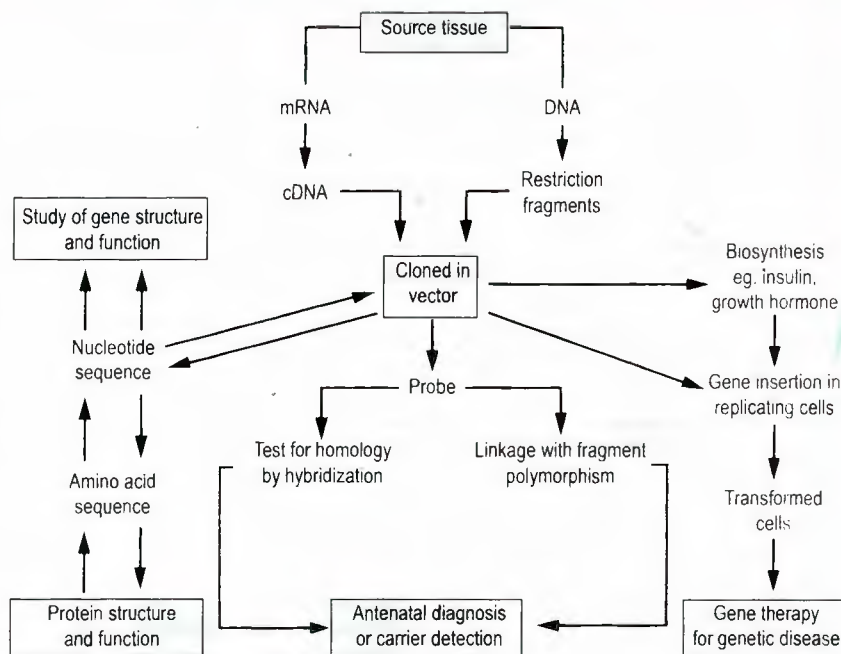 Source tissue
mRNA
DNA
cDNA
Restriction
fragments
Study of gene structure
and function
Cloned in
vector
Biosynthesis
eg. insulin,
growth hormone
Nucleotide
sequence
Probe
Gene insertion in
replicating cells
Test for homology
by hybridization
Linkage with fragment
polymorphism
Amino acid
sequence
Transformed
cells
Protein structure
and function
Antenatal diagnosis
or carrier detection
Gene therapy
for genetic disease